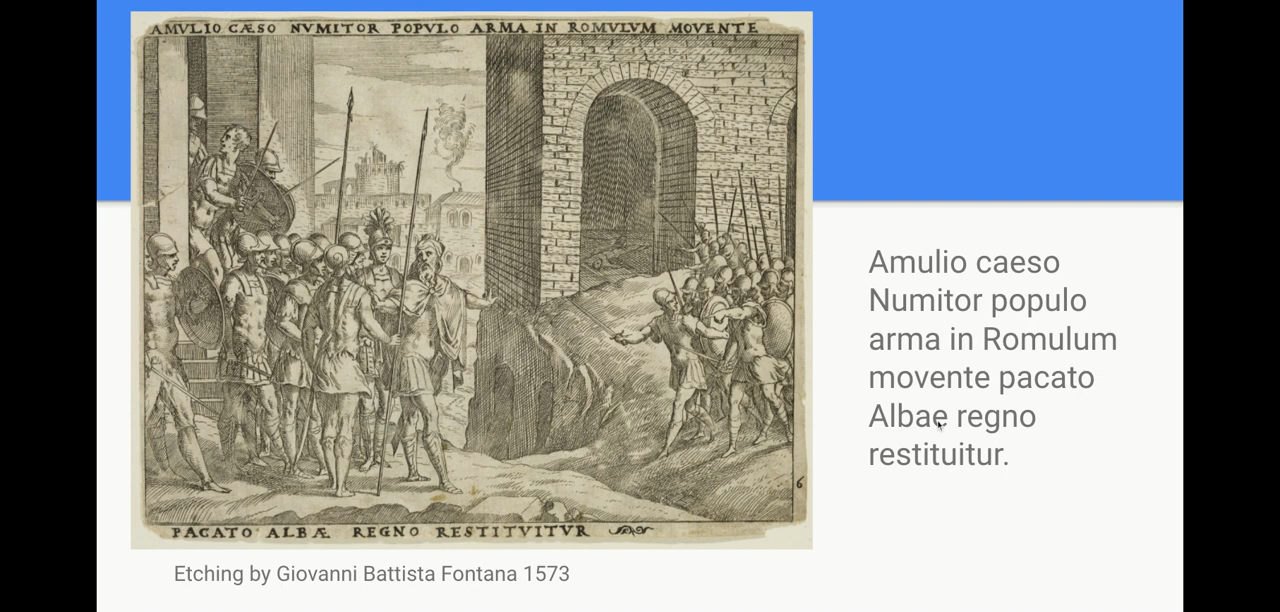 AMVLIO CÆSO NVMITOR POPVLO ARMA IN ROMVLVM MOVENTE
6
PACATO ALBÆ REGNO RESTITVITVR
Etching by Giovanni Battista Fontana 1573
Amulio caeso
Numitor populo
arma in Romulum
movente pacato
Albae regno
restituitur.